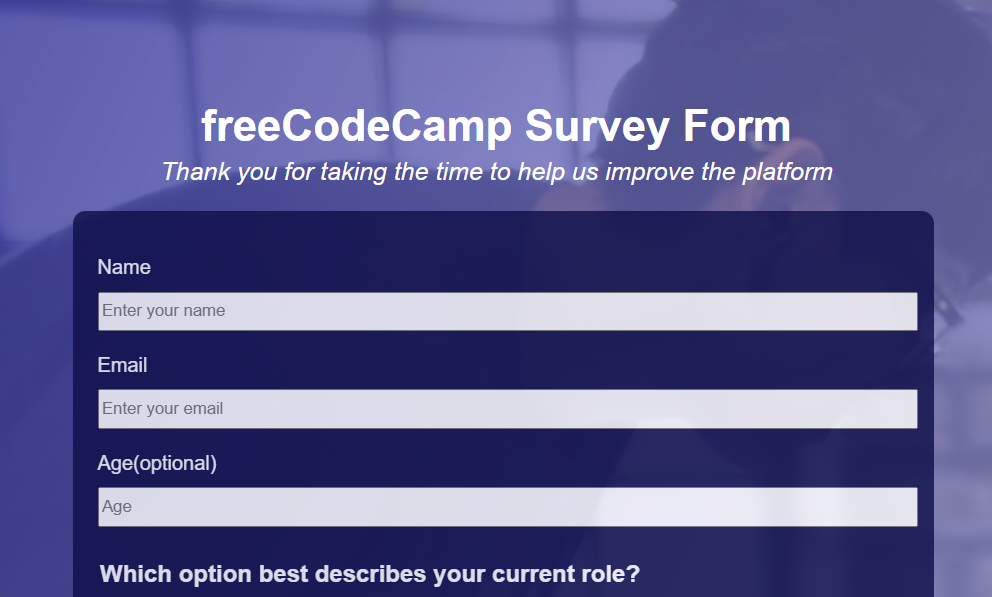 freeCodeCamp Survey Form
Thank you for taking the time to help us improve the platform
Name
Enter your name
Email
Enter your email
Age(optional)
Age
Which option best describes your current role?